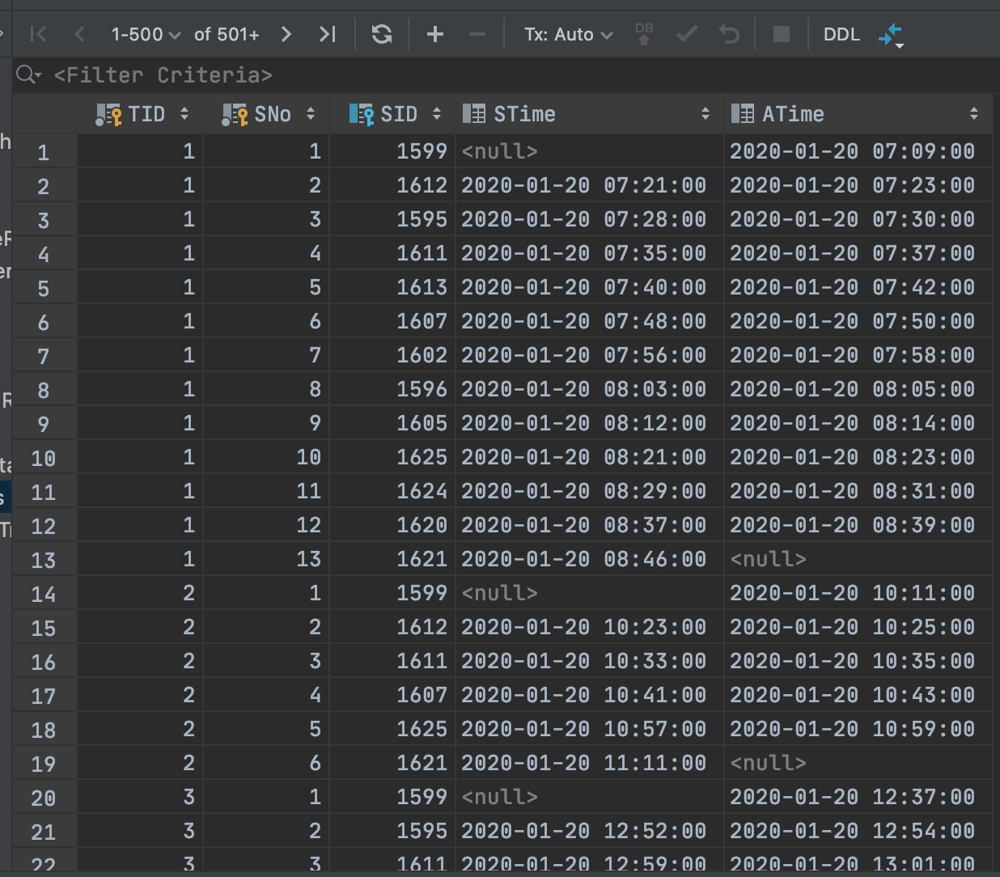 1-500 of 501+ Tx: Auto DB DDL
<Filter Criteria>
TID SNo SID STime ATime
1 1 1 1599 <null> 2020-01-20 07:09:00
2 1 2 1612 2020-01-20 07:21:00 2020-01-20 07:23:00
3 1 3 1595 2020-01-20 07:28:00 2020-01-20 07:30:00
4 1 4 1611 2020-01-20 07:35:00 2020-01-20 07:37:00
5 1 5 1613 2020-01-20 07:40:00 2020-01-20 07:42:00
6 1 6 1607 2020-01-20 07:48:00 2020-01-20 07:50:00
7 1 7 1602 2020-01-20 07:56:00 2020-01-20 07:58:00
8 1 8 1596 2020-01-20 08:03:00 2020-01-20 08:05:00
9 1 9 1605 2020-01-20 08:12:00 2020-01-20 08:14:00
10 1 10 1625 2020-01-20 08:21:00 2020-01-20 08:23:00
11 1 11 1624 2020-01-20 08:29:00 2020-01-20 08:31:00
12 1 12 1620 2020-01-20 08:37:00 2020-01-20 08:39:00
13 1 13 1621 2020-01-20 08:46:00 <null>
14 2 1 1599 <null> 2020-01-20 10:11:00
15 2 2 1612 2020-01-20 10:23:00 2020-01-20 10:25:00
16 2 3 1611 2020-01-20 10:33:00 2020-01-20 10:35:00
17 2 4 1607 2020-01-20 10:41:00 2020-01-20 10:43:00
18 2 5 1625 2020-01-20 10:57:00 2020-01-20 10:59:00
19 2 6 1621 2020-01-20 11:11:00 <null>
20 3 1 1599 <null> 2020-01-20 12:37:00
21 3 2 1595 2020-01-20 12:52:00 2020-01-20 12:54:00
22 3 3 1611 2020-01-20 12:59:00 2020-01-20 13:01:00